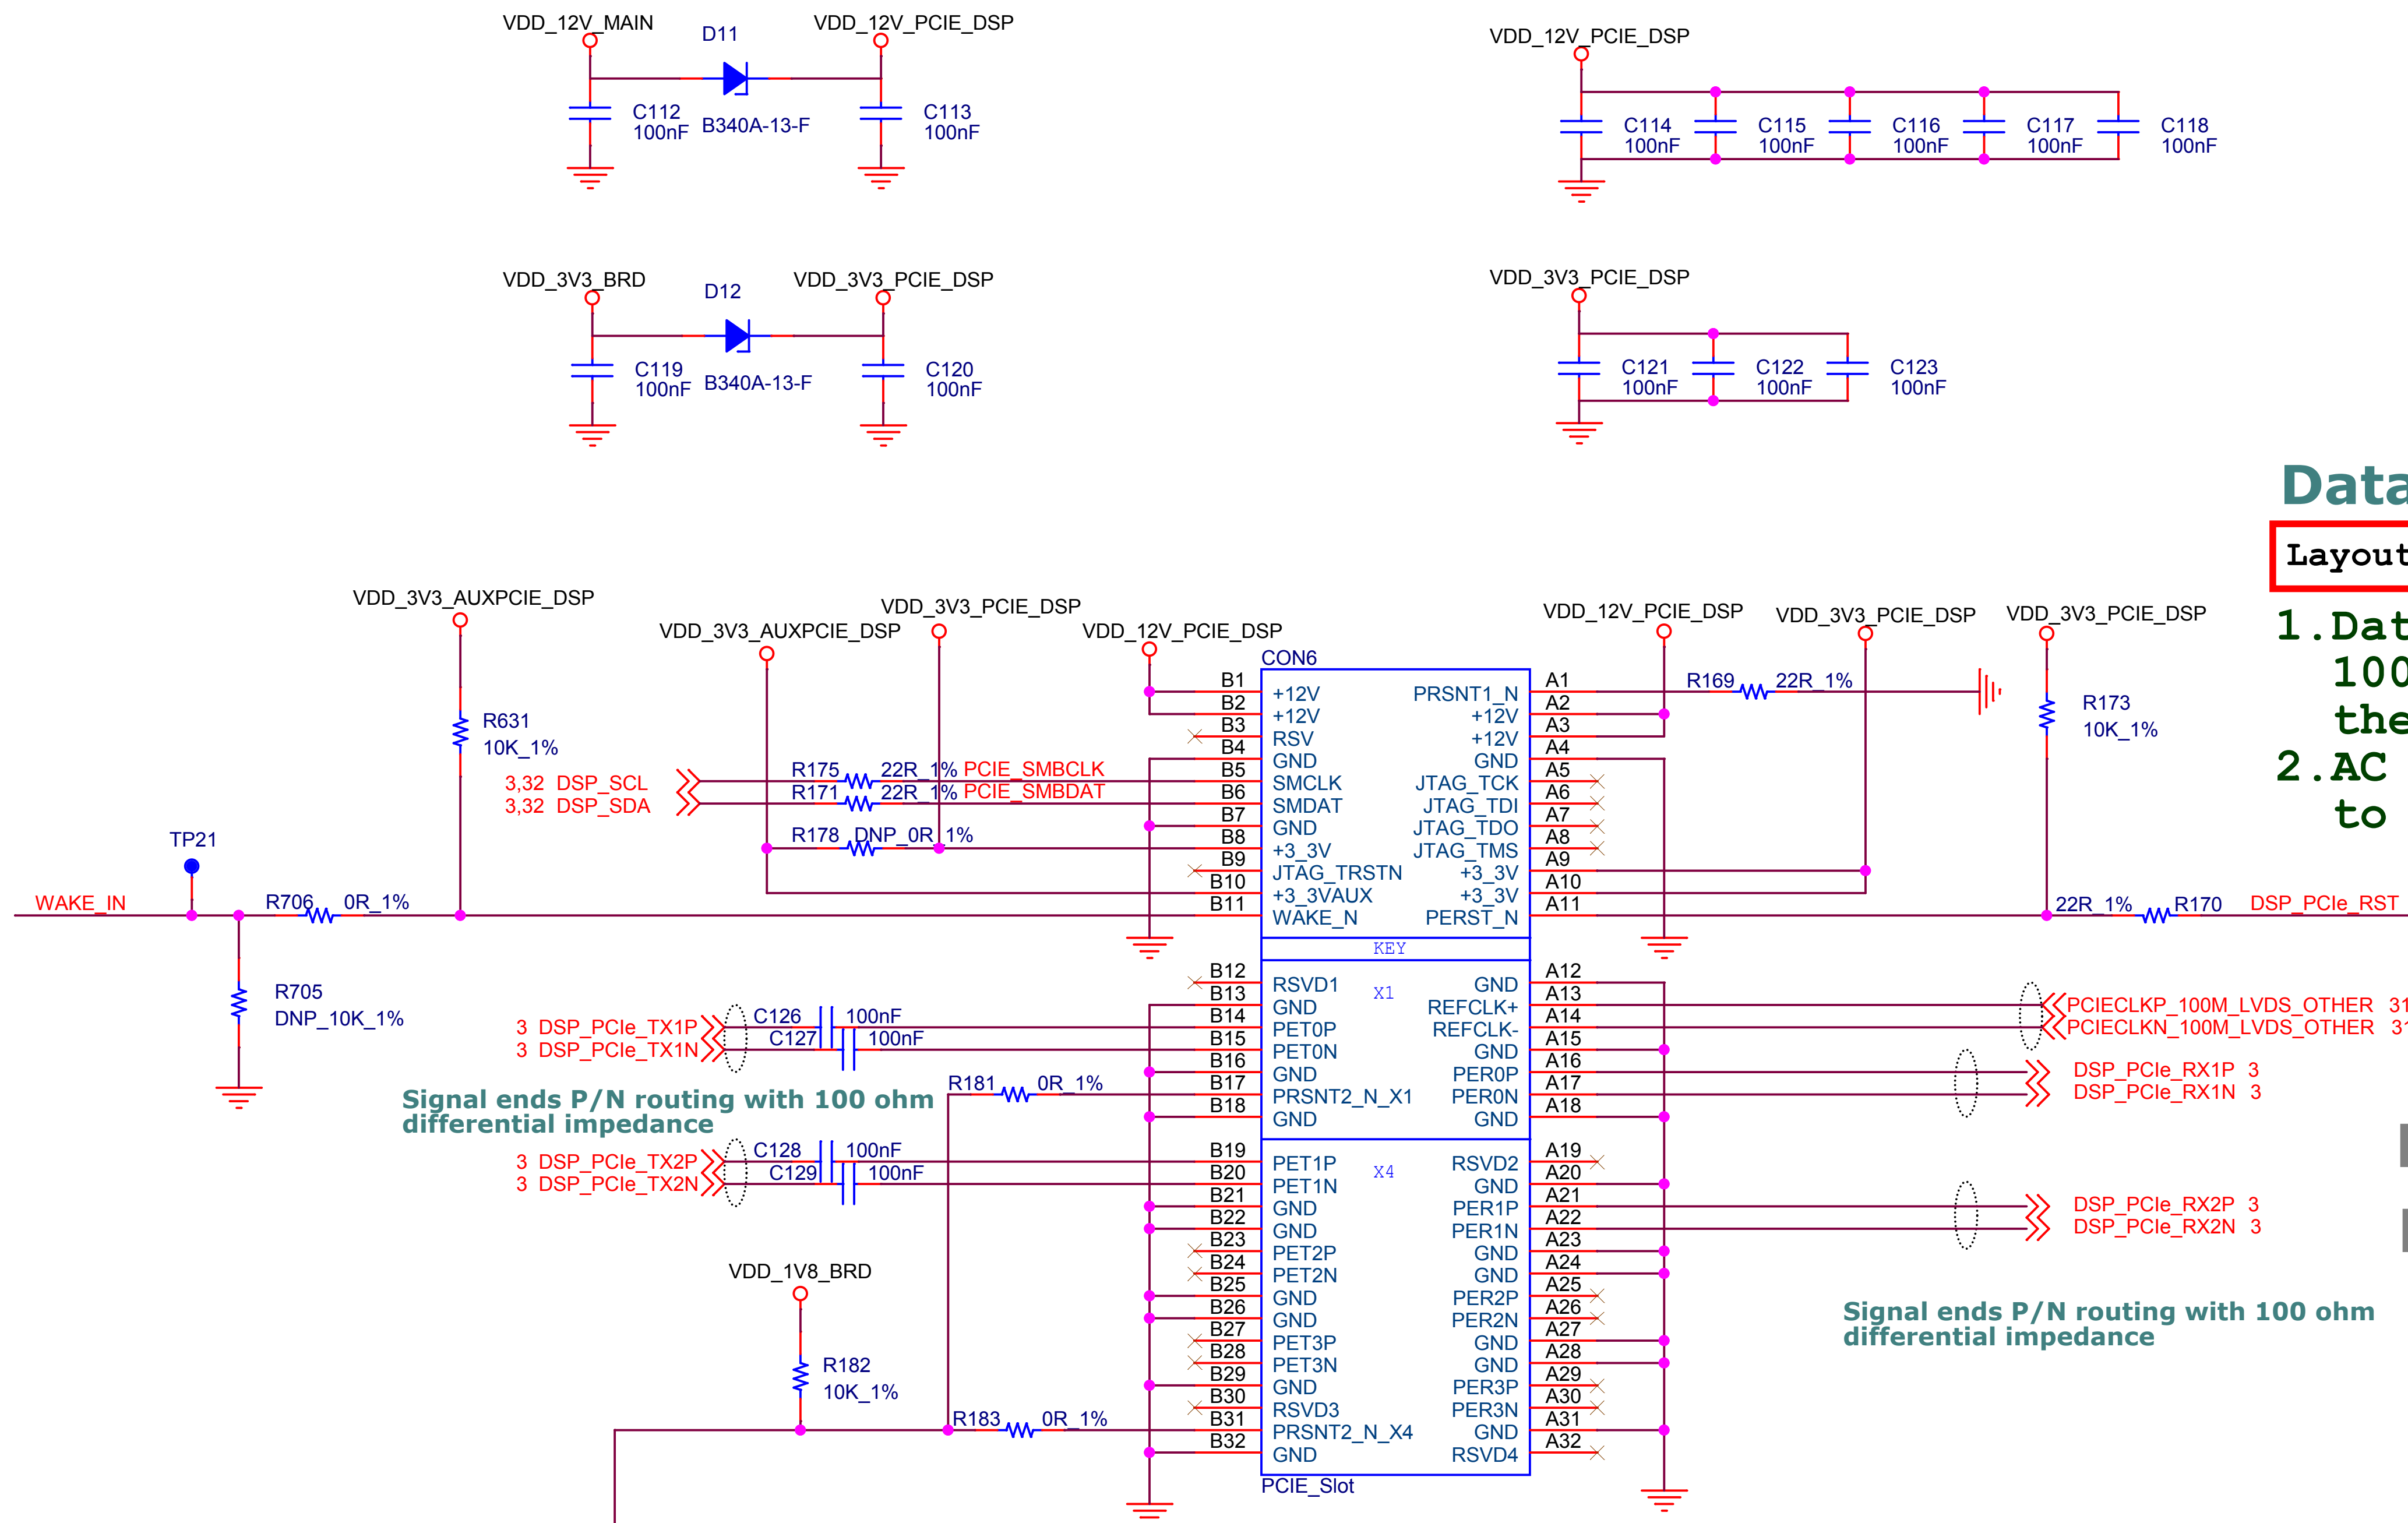 VDD_12V_MAIN
D11
VDD_12V_PCIE_DSP
C112
100nF
B340A-13-F
C113
100nF
VDD_12V_PCIE_DSP
C114
100nF
C115
100nF
C116
100nF
C117
100nF
C118
100nF
VDD_3V3_BRD
D12
VDD_3V3_PCIE_DSP
C119
100nF
B340A-13-F
C120
100nF
VDD_3V3_PCIE_DSP
C121
100nF
C122
100nF
C123
100nF
Data
Layout
1.Dat
100
the
2.AC
to
VDD_3V3_AUXPCIE_DSP
R631
10K_1%
VDD_3V3_AUXPCIE_DSP
VDD_3V3_PCIE_DSP
VDD_12V_PCIE_DSP
VDD_12V_PCIE_DSP
VDD_3V3_PCIE_DSP
VDD_3V3_PCIE_DSP
R173
10K_1%
3,32 DSP_SCL
3,32 DSP_SDA
R175 22R_1% PCIE_SMBCLK
R171 22R_1% PCIE_SMBDAT
R178 DNP_0R_1%
R169 22R_1%
TP21
WAKE_IN
R706 0R_1%
R705
DNP_10K_1%
22R_1% R170 DSP_PCIe_RST
CON6
B1 +12V PRSNT1_N A1
B2 +12V +12V A2
B3 RSV +12V A3
B4 GND GND A4
B5 SMCLK JTAG_TCK A5
B6 SMDAT JTAG_TDI A6
B7 GND JTAG_TDO A7
B8 +3_3V JTAG_TMS A8
B9 JTAG_TRSTN +3_3V A9
B10 +3_3VAUX +3_3V A10
B11 WAKE_N PERST_N A11
KEY
B12 RSVD1 GND A12
X1
B13 GND REFCLK+ A13
B14 PET0P REFCLK- A14
B15 PET0N GND A15
B16 GND PER0P A16
B17 PRSNT2_N_X1 PER0N A17
B18 GND GND A18
B19 PET1P RSVD2 A19
X4
B20 PET1N GND A20
B21 GND PER1P A21
B22 GND PER1N A22
B23 PET2P GND A23
B24 PET2N GND A24
B25 GND PER2P A25
B26 GND PER2N A26
B27 PET3P GND A27
B28 PET3N GND A28
B29 GND PER3P A29
B30 RSVD3 PER3N A30
B31 PRSNT2_N_X4 GND A31
B32 GND RSVD4 A32
PCIE_Slot
3 DSP_PCIe_TX1P
3 DSP_PCIe_TX1N
C126 100nF
C127 100nF
R181 0R_1%
Signal ends P/N routing with 100 ohm
differential impedance
3 DSP_PCIe_TX2P
3 DSP_PCIe_TX2N
C128 100nF
C129 100nF
VDD_1V8_BRD
R182
10K_1%
R183 0R_1%
PCIECLKP_100M_LVDS_OTHER 31
PCIECLKN_100M_LVDS_OTHER 31
DSP_PCIe_RX1P 3
DSP_PCIe_RX1N 3
DSP_PCIe_RX2P 3
DSP_PCIe_RX2N 3
Signal ends P/N routing with 100 ohm
differential impedance